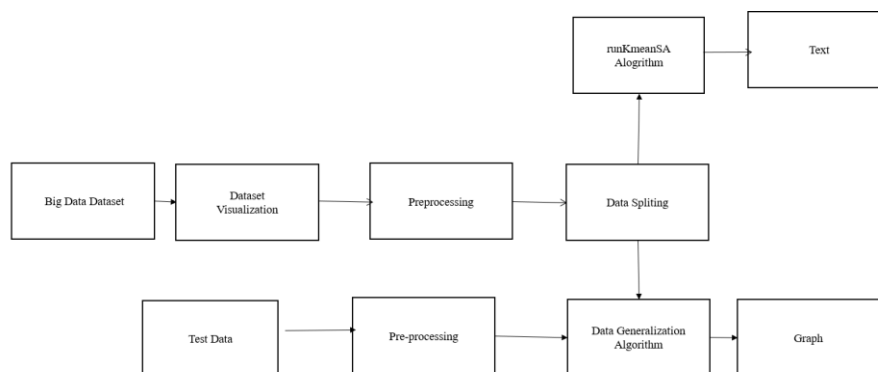 runKmeanSA
Alogrithm
Text
Big Data Dataset
Dataset
Visualization
Preprocessing
Data Spliting
Test Data
Pre-processing
Data Generalization
Algorithm
Graph